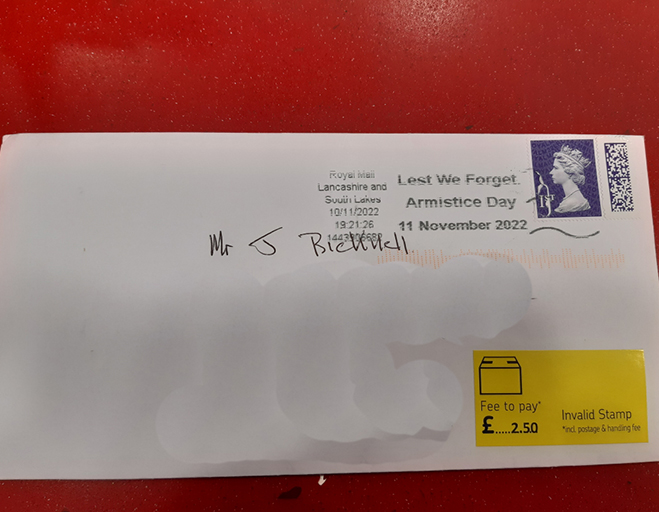 Royal Mail
Lancashire and
South Lakes
10/11/2022
19:21:26
Lest We Forget
Armistice Day
11 November 2022
1ST
Mr J
Fee to pay*
£.....2.50
Invalid Stamp
*incl. postage & handling fee